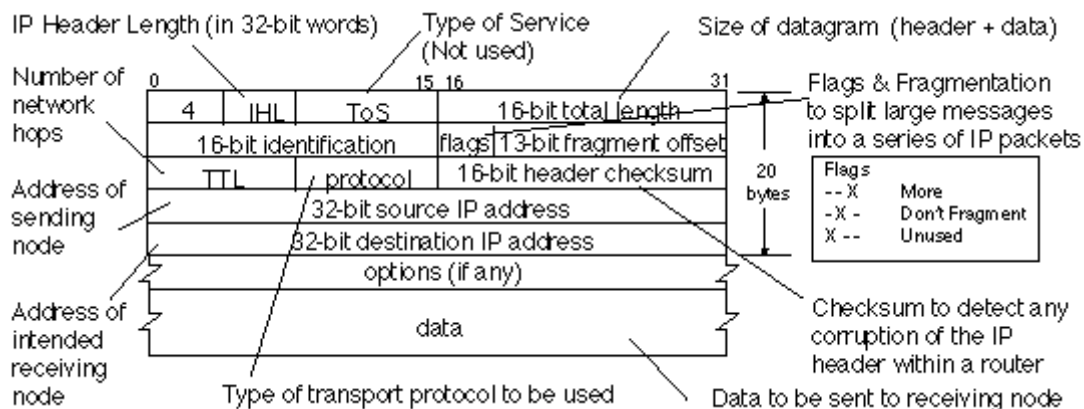 IP Header Length (in 32-bit words)
Type of Service
(Not used)
Size of datagram (header + data)
Number of
network
hops
0
15
16
31
Flags & Fragmentation
to split large messages
into a series of IP packets
4
IHL
ToS
16-bit total length
16-bit identification
flags
13-bit fragment offset
TTL
protocol
16-bit header checksum
20
bytes
Flags
--X More
-X- Don't Fragment
X-- Unused
Address of
sending
node
32-bit source IP address
32-bit destination IP address
options (if any)
Address of
intended
receiving
node
data
Checksum to detect any
corruption of the IP
header within a router
Type of transport protocol to be used
Data to be sent to receiving node